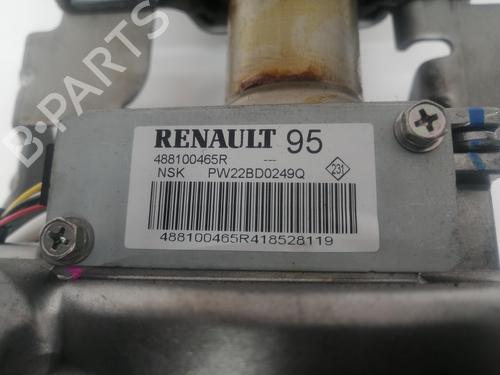 RENAULT 95
488100465R ---
NSK PW22BD0249Q 231
488100465R418528119
B-PARTS